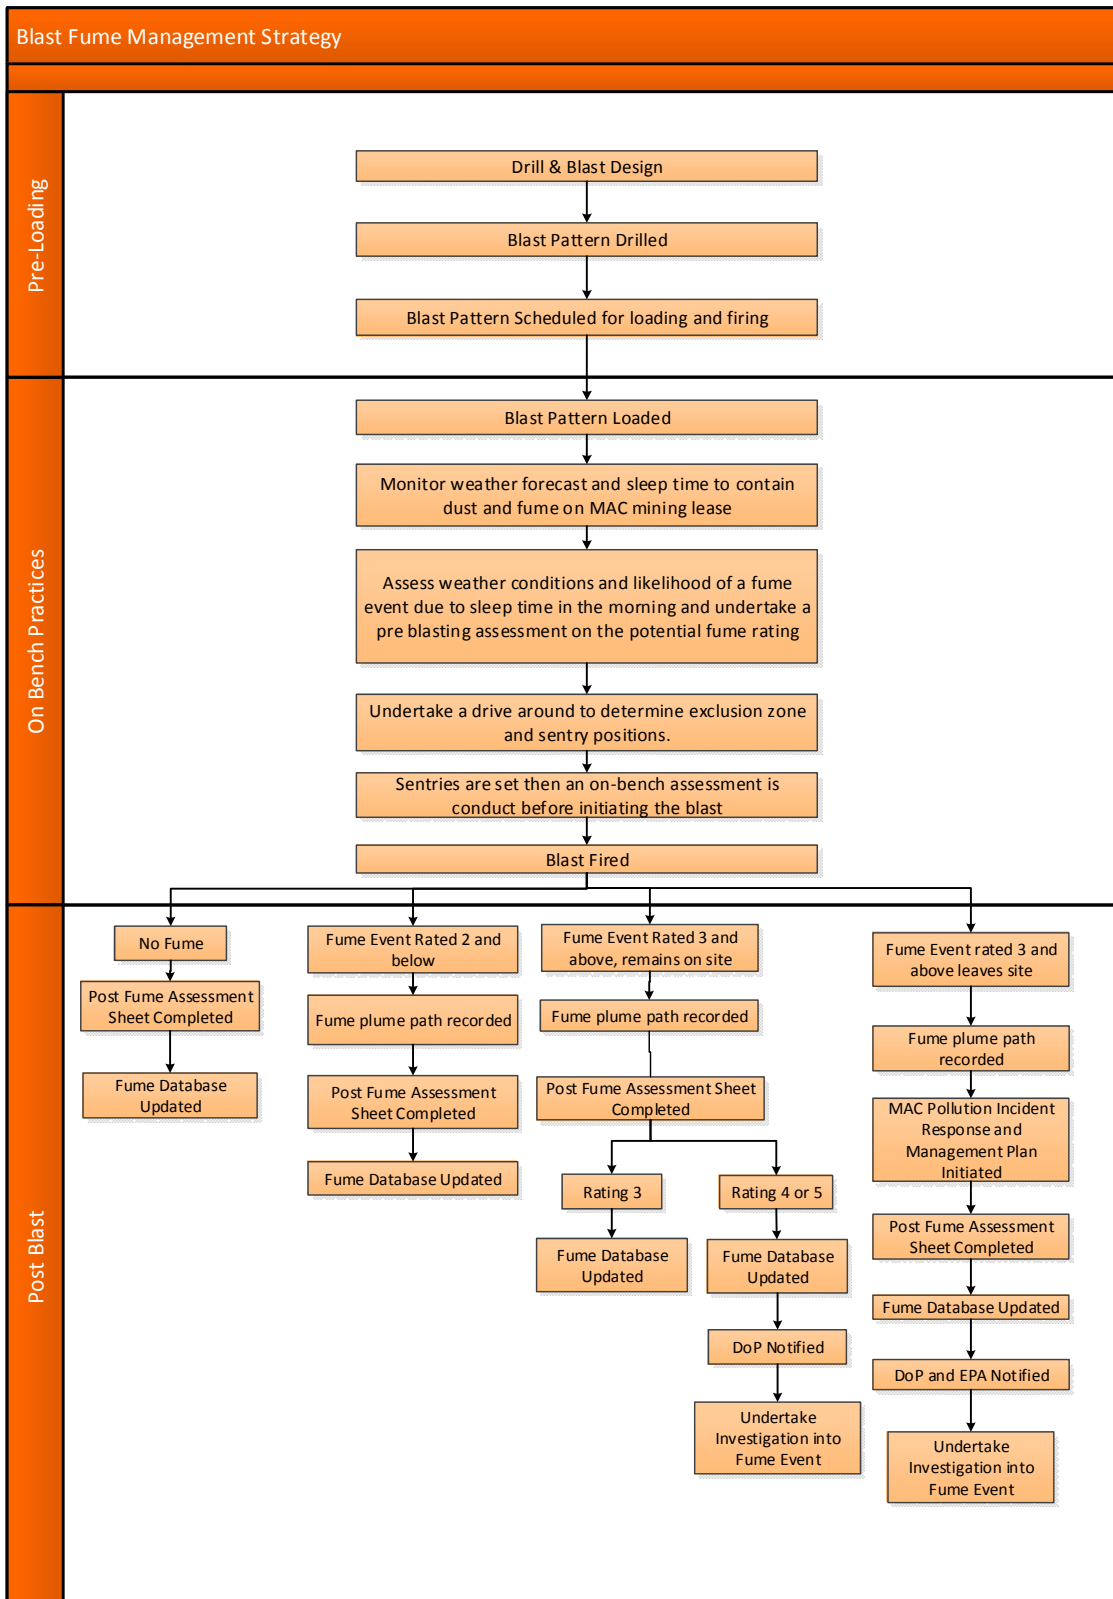 Blast Fume Management Strategy
Pre-Loading
Drill & Blast Design
Blast Pattern Drilled
Blast Pattern Scheduled for loading and firing
On Bench Practices
Blast Pattern Loaded
Monitor weather forecast and sleep time to contain
dust and fume on MAC mining lease
Assess weather conditions and likelihood of a fume
event due to sleep time in the morning and undertake a
pre blasting assessment on the potential fume rating
Undertake a drive around to determine exclusion zone
and sentry positions.
Sentries are set then an on-bench assessment is
conduct before initiating the blast
Blast Fired
Post Blast
No Fume
Post Fume Assessment
Sheet Completed
Fume Database
Updated
Fume Event Rated 2 and
below
Fume plume path recorded
Post Fume Assessment
Sheet Completed
Fume Database Updated
Fume Event Rated 3 and
above, remains on site
Fume plume path recorded
Post Fume Assessment Sheet
Completed
Rating 3
Fume Database
Updated
Rating 4 or 5
Fume Database
Updated
DoP Notified
Undertake
Investigation into
Fume Event
Fume Event rated 3 and
above leaves site
Fume plume path
recorded
MAC Pollution Incident
Response and
Management Plan
Initiated
Post Fume Assessment
Sheet Completed
Fume Database Updated
DoP and EPA Notified
Undertake
Investigation into
Fume Event